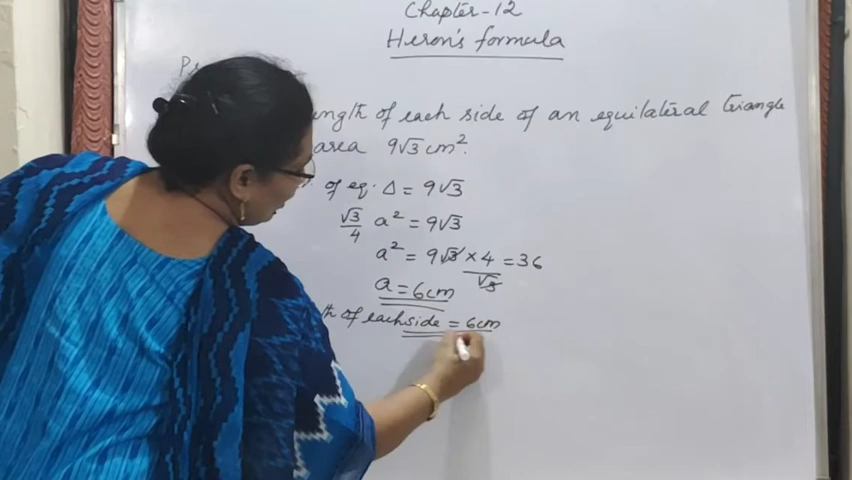 Chapter-12
Heron's formula
of each side of an equilateral triangle
area 9√3 cm².
of eq. Δ = 9√3
√3/4 a² = 9√3
a² = 9√3 × 4/√3 = 36
a = 6cm
of each side = 6cm